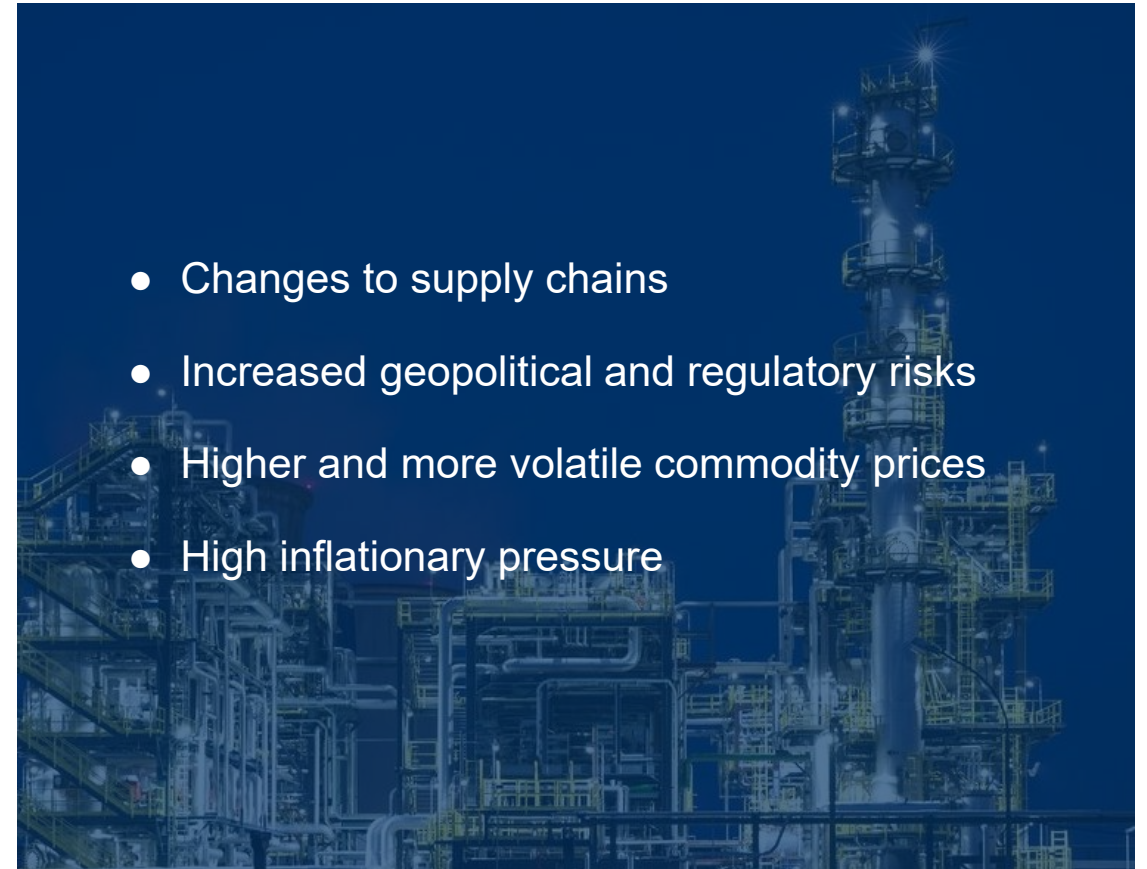 ● Changes to supply chains
● Increased geopolitical and regulatory risks
● Higher and more volatile commodity prices
● High inflationary pressure